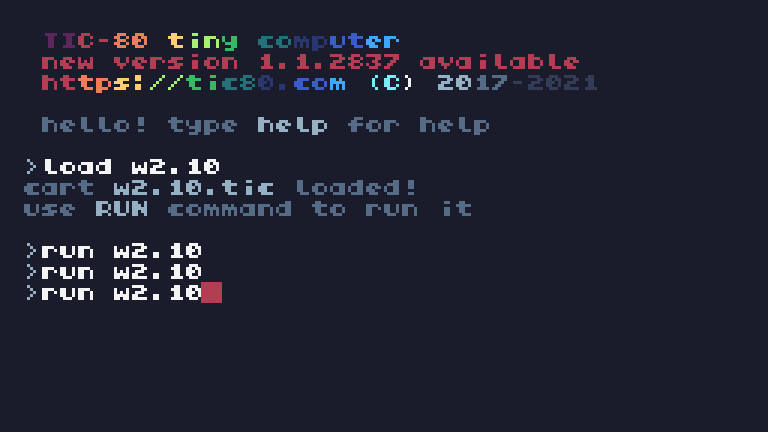 TIC-80 tiny computer
new version 1.1.2837 available
https://tic80.com (C) 2017-2021
hello! type help for help
>load w2.10
cart w2.10.tic loaded!
use RUN command to run it
>run w2.10
>run w2.10
>run w2.10